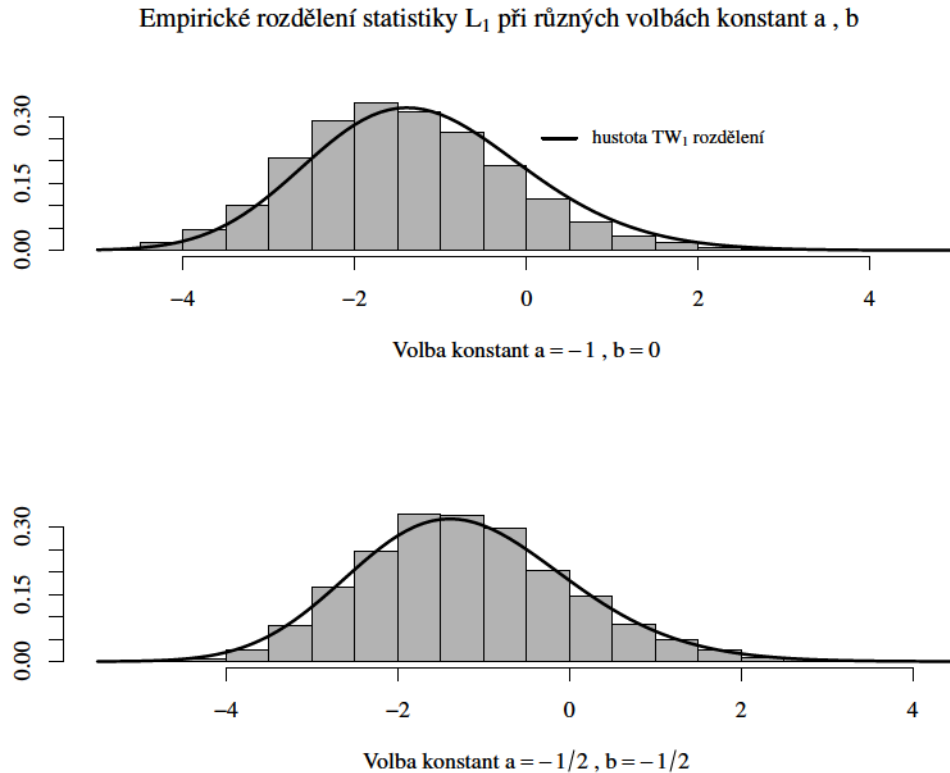 Empirické rozdělení statistiky L₁ při různých volbách konstant a , b
0.30
0.15
0.00
hustota TW₁ rozdělení
−4 −2 0 2 4
Volba konstant a = −1 , b = 0
0.30
0.15
0.00
−4 −2 0 2 4
Volba konstant a = −1/2 , b = −1/2